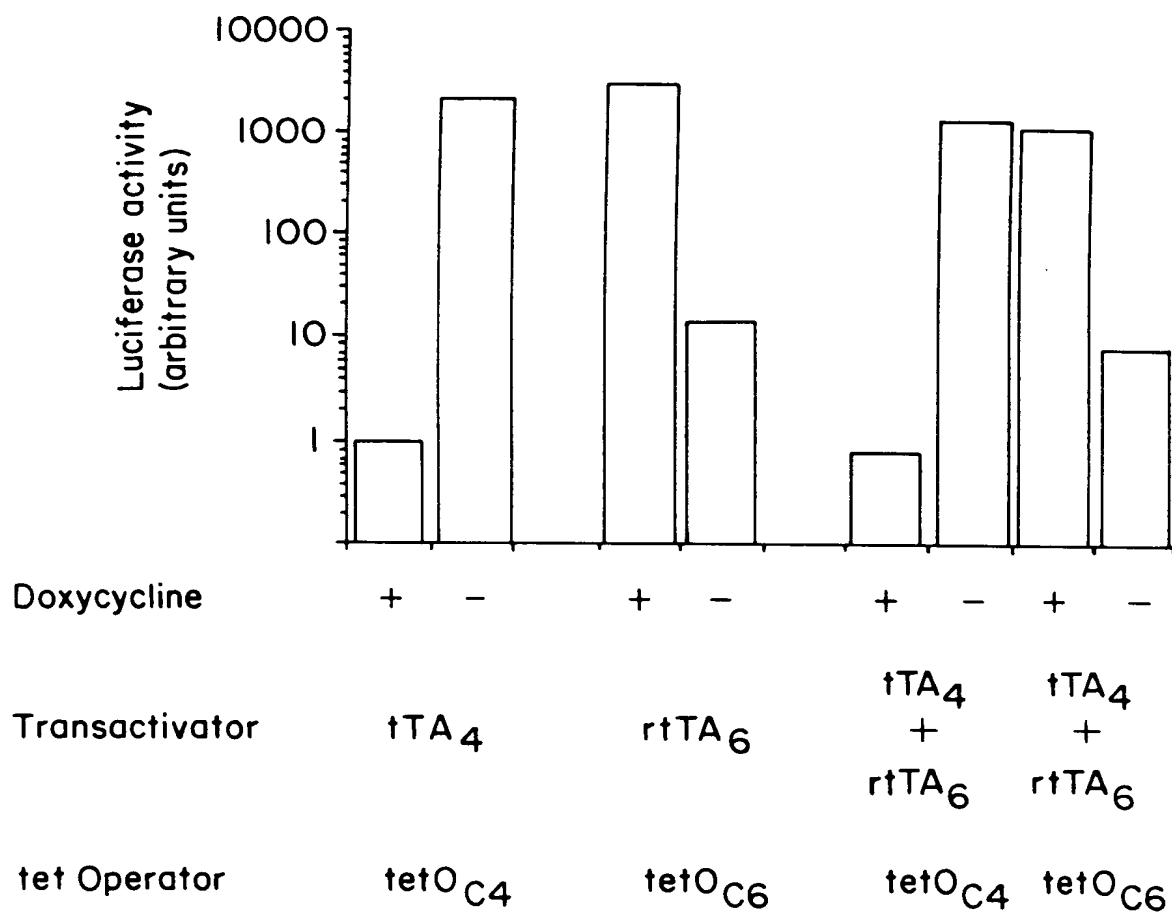 10000
1000
100
10
1
Luciferase activity
(arbitrary units)
Doxycycline + − + − + − + −
Transactivator tTA4 rtTA6 tTA4 + rtTA6 tTA4 + rtTA6
tet Operator tetOC4 tetOC6 tetOC4 tetOC6